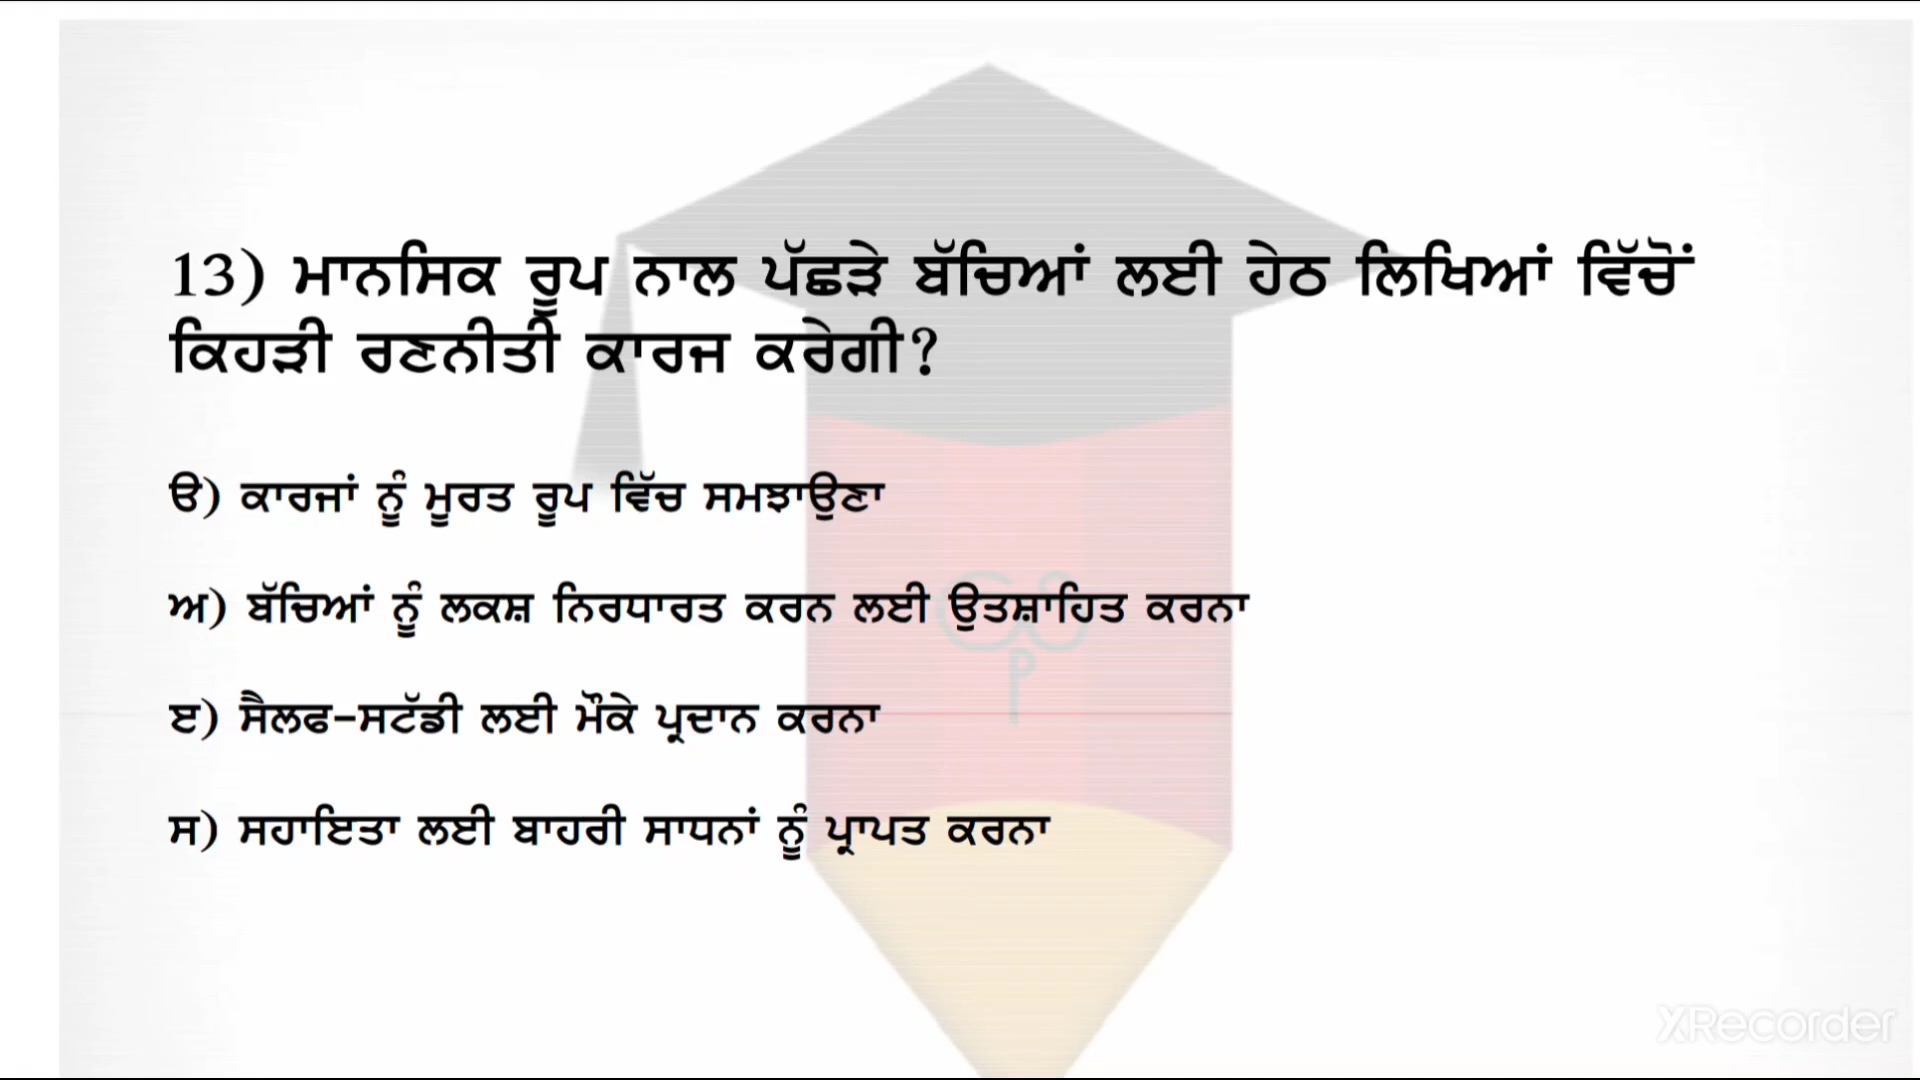 13) ਮਾਨਸਿਕ ਰੂਪ ਨਾਲ ਪੱਛੜੇ ਬੱਚਿਆਂ ਲਈ ਹੇਠ ਲਿਖਿਆਂ ਵਿੱਚੋਂ
ਕਿਹੜੀ ਰਣਨੀਤੀ ਕਾਰਜ ਕਰੇਗੀ?
ੳ) ਕਾਰਜਾਂ ਨੂੰ ਮੂਰਤ ਰੂਪ ਵਿੱਚ ਸਮਝਾਉਣਾ
ਅ) ਬੱਚਿਆਂ ਨੂੰ ਲਕਸ਼ ਨਿਰਧਾਰਤ ਕਰਨ ਲਈ ਉਤਸ਼ਾਹਿਤ ਕਰਨਾ
ੲ) ਸੈਲਫ-ਸਟੱਡੀ ਲਈ ਮੌਕੇ ਪ੍ਰਦਾਨ ਕਰਨਾ
ਸ) ਸਹਾਇਤਾ ਲਈ ਬਾਹਰੀ ਸਾਧਨਾਂ ਨੂੰ ਪ੍ਰਾਪਤ ਕਰਨਾ
XRecorder